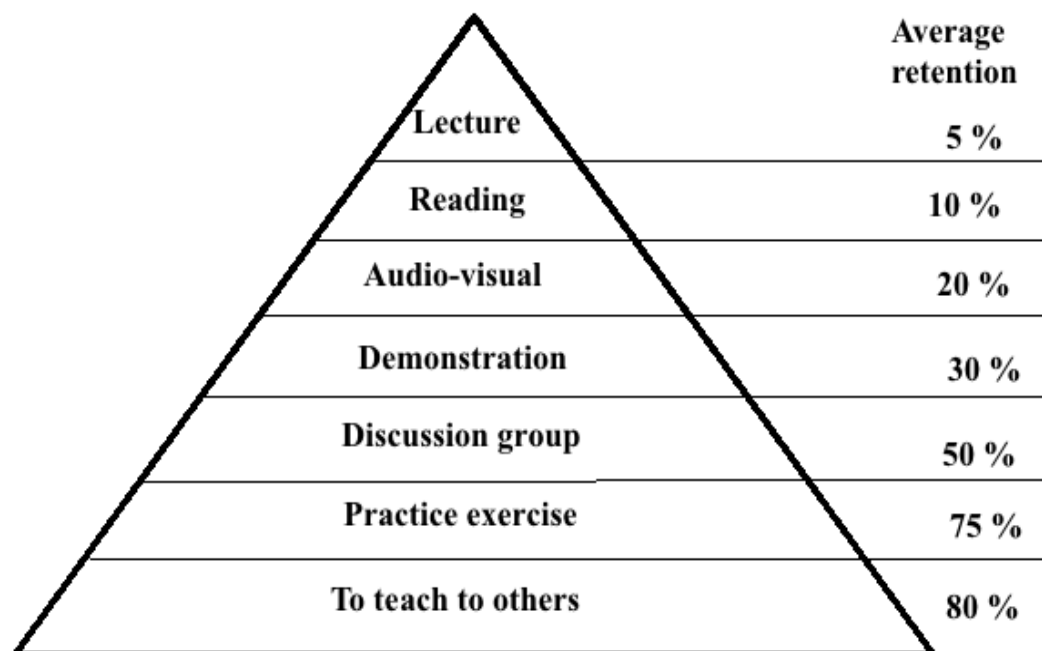 Average
retention
Lecture 5 %
Reading 10 %
Audio-visual 20 %
Demonstration 30 %
Discussion group 50 %
Practice exercise 75 %
To teach to others 80 %